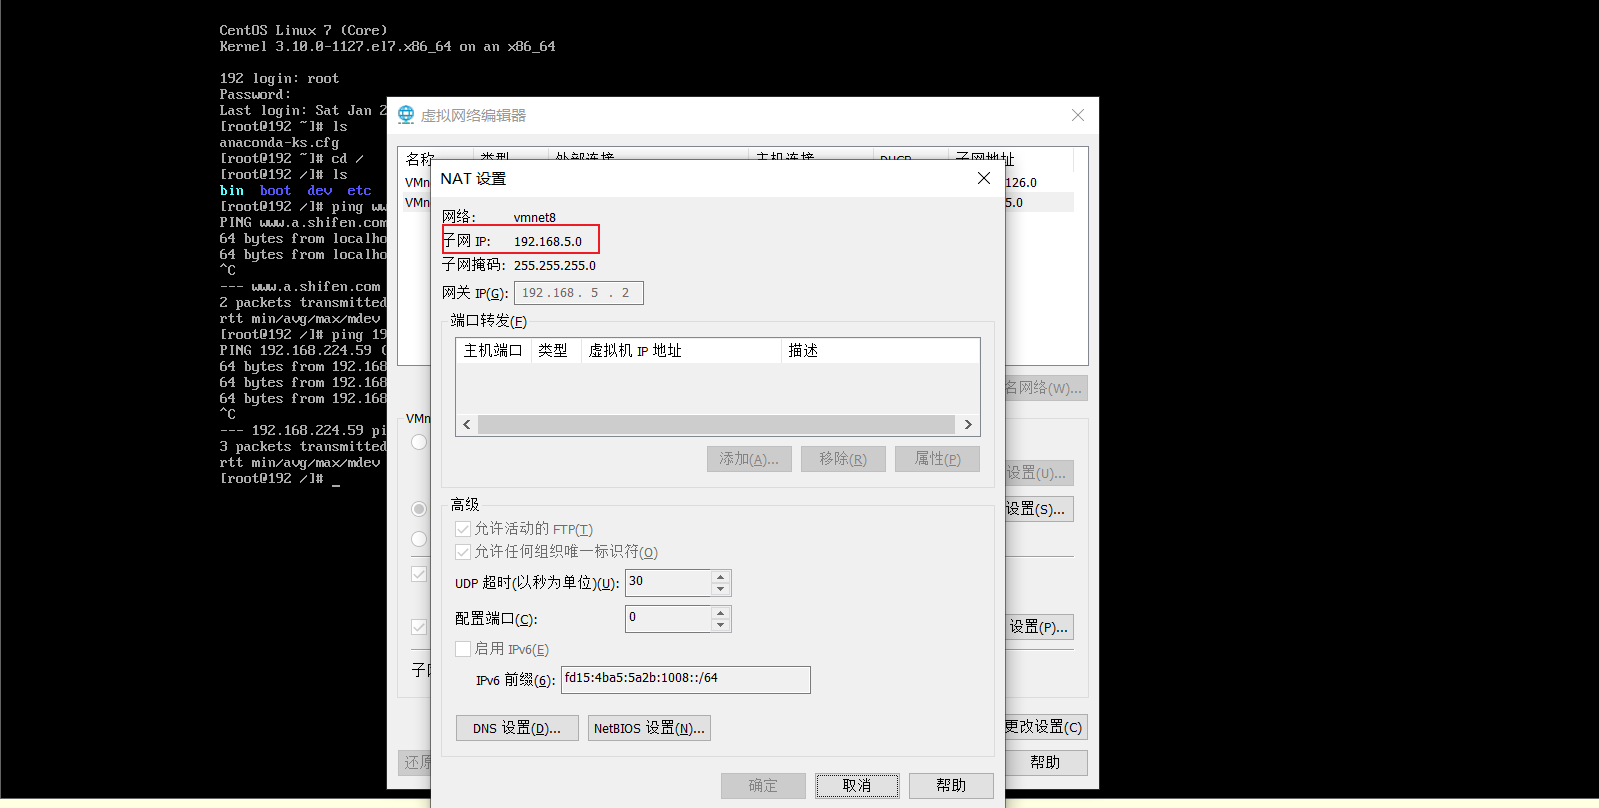 CentOS Linux 7 (Core)
Kernel 3.10.0-1127.el7.x86_64 on an x86_64
192 login: root
Password:
Last login: Sat Jan 2
[root@192 ~]# ls
anaconda-ks.cfg
[root@192 ~]# cd /
[root@192 /]# ls
bin boot dev etc
[root@192 /]# ping ww
PING www.a.shifen.com
64 bytes from localho
64 bytes from localho
^C
--- www.a.shifen.com
2 packets transmitted
rtt min/avg/max/mdev
[root@192 /]# ping 19
PING 192.168.224.59 (
64 bytes from 192.168
64 bytes from 192.168
64 bytes from 192.168
^C
--- 192.168.224.59 pi
3 packets transmitted
rtt min/avg/max/mdev
[root@192 /]# _
虚拟网络编辑器
名称 类型 外部连接 主机连接 DHCP 子网地址
VMn 126.0
VMn 5.0
NAT 设置
网络: vmnet8
子网 IP: 192.168.5.0
子网掩码: 255.255.255.0
网关 IP(G): 192 . 168 . 5 . 2
端口转发(F)
主机端口 类型 虚拟机 IP 地址 描述
添加(A)... 移除(R) 属性(P)
高级
允许活动的 FTP(T)
允许任何组织唯一标识符(O)
UDP 超时(以秒为单位)(U): 30
配置端口(C): 0
启用 IPv6(E)
IPv6 前缀(6): fd15:4ba5:5a2b:1008::/64
DNS 设置(D)... NetBIOS 设置(N)...
确定 取消 帮助
名网络(W)...
VMn
设置(U)...
设置(S)...
设置(P)...
子
更改设置(C)
还原
帮助